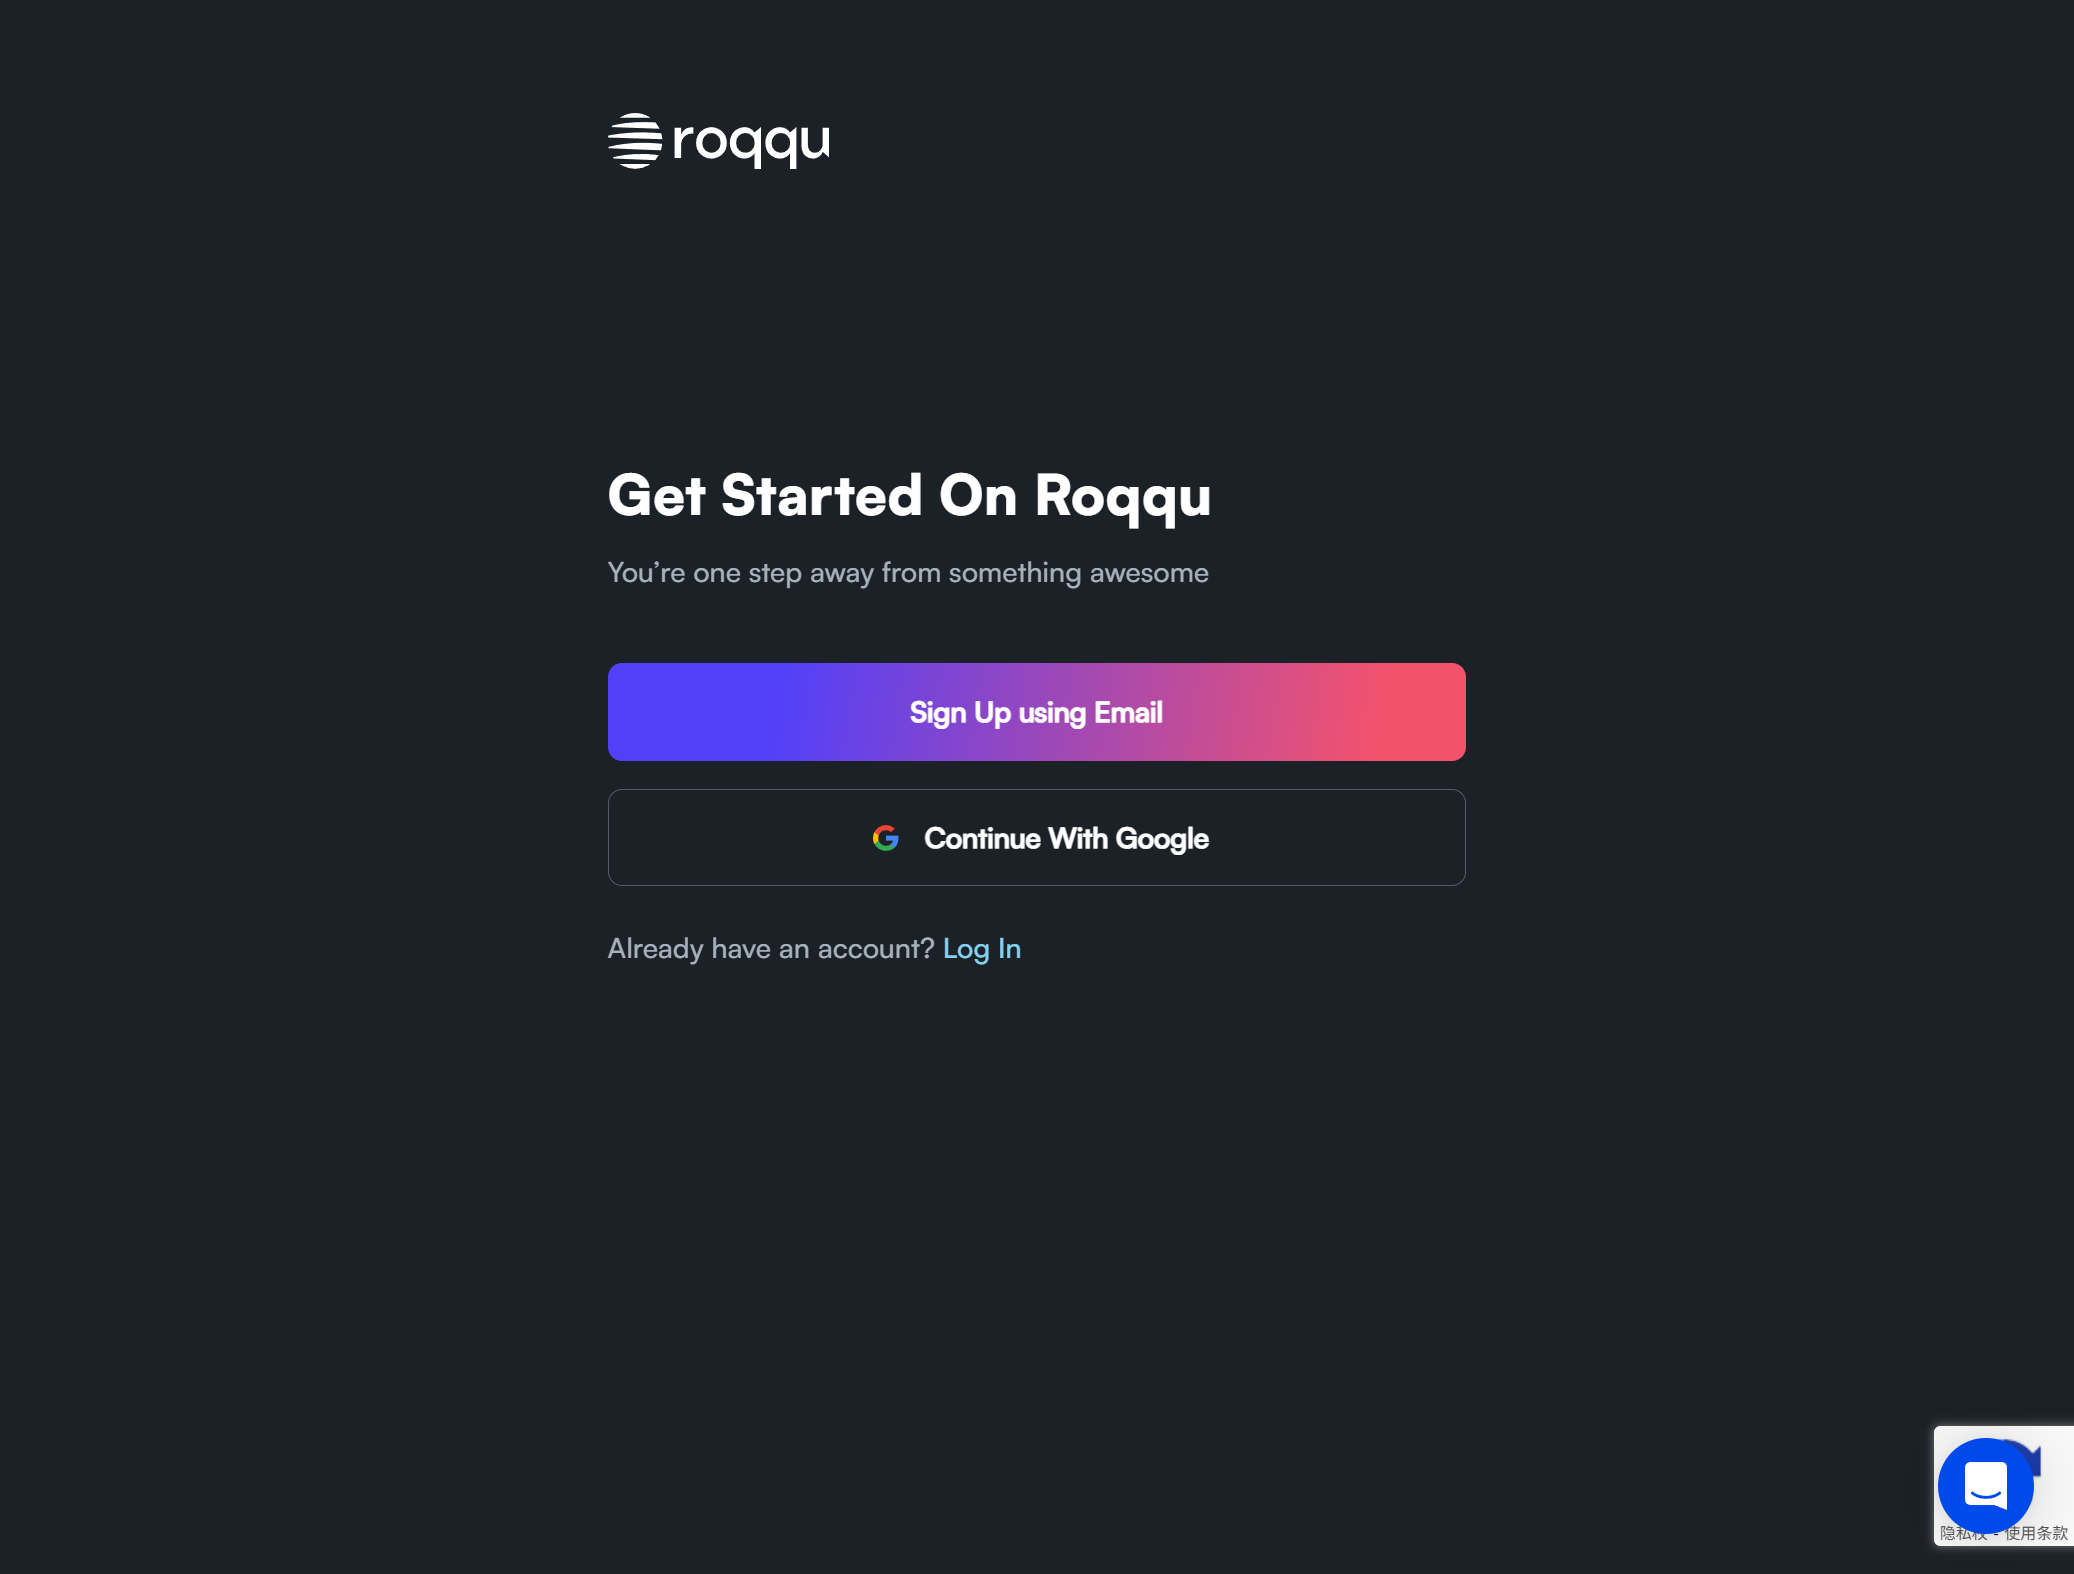 roqqu
Get Started On Roqqu
You’re one step away from something awesome
Sign Up using Email
Continue With Google
Already have an account? Log In
隐私权 - 使用条款